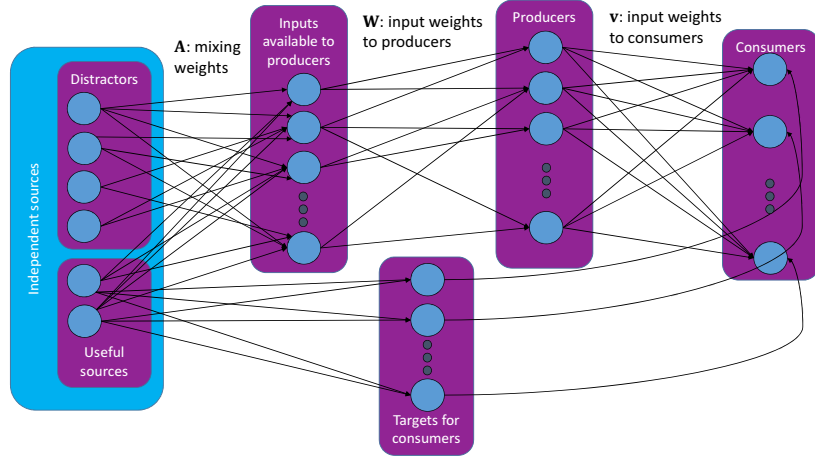 Independent sources
Distractors
Useful
sources
A: mixing
weights
Inputs
available to
producers
W: input weights
to producers
Producers
v: input weights
to consumers
Consumers
Targets for
consumers